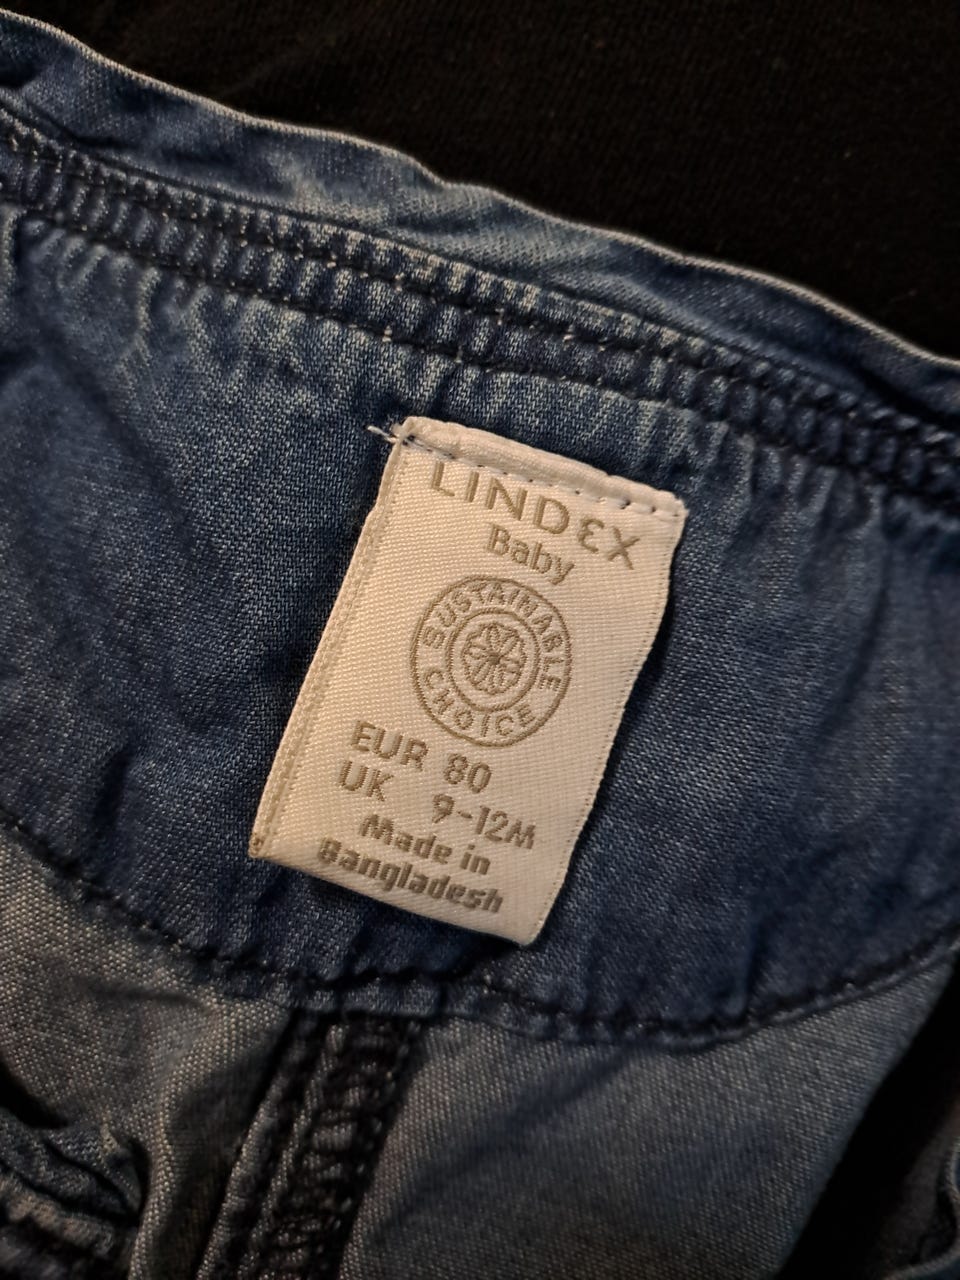 LINDEX
Baby
SUSTAINABLE
CHOICE
EUR 80
UK 9-12M
Made in
Bangladesh